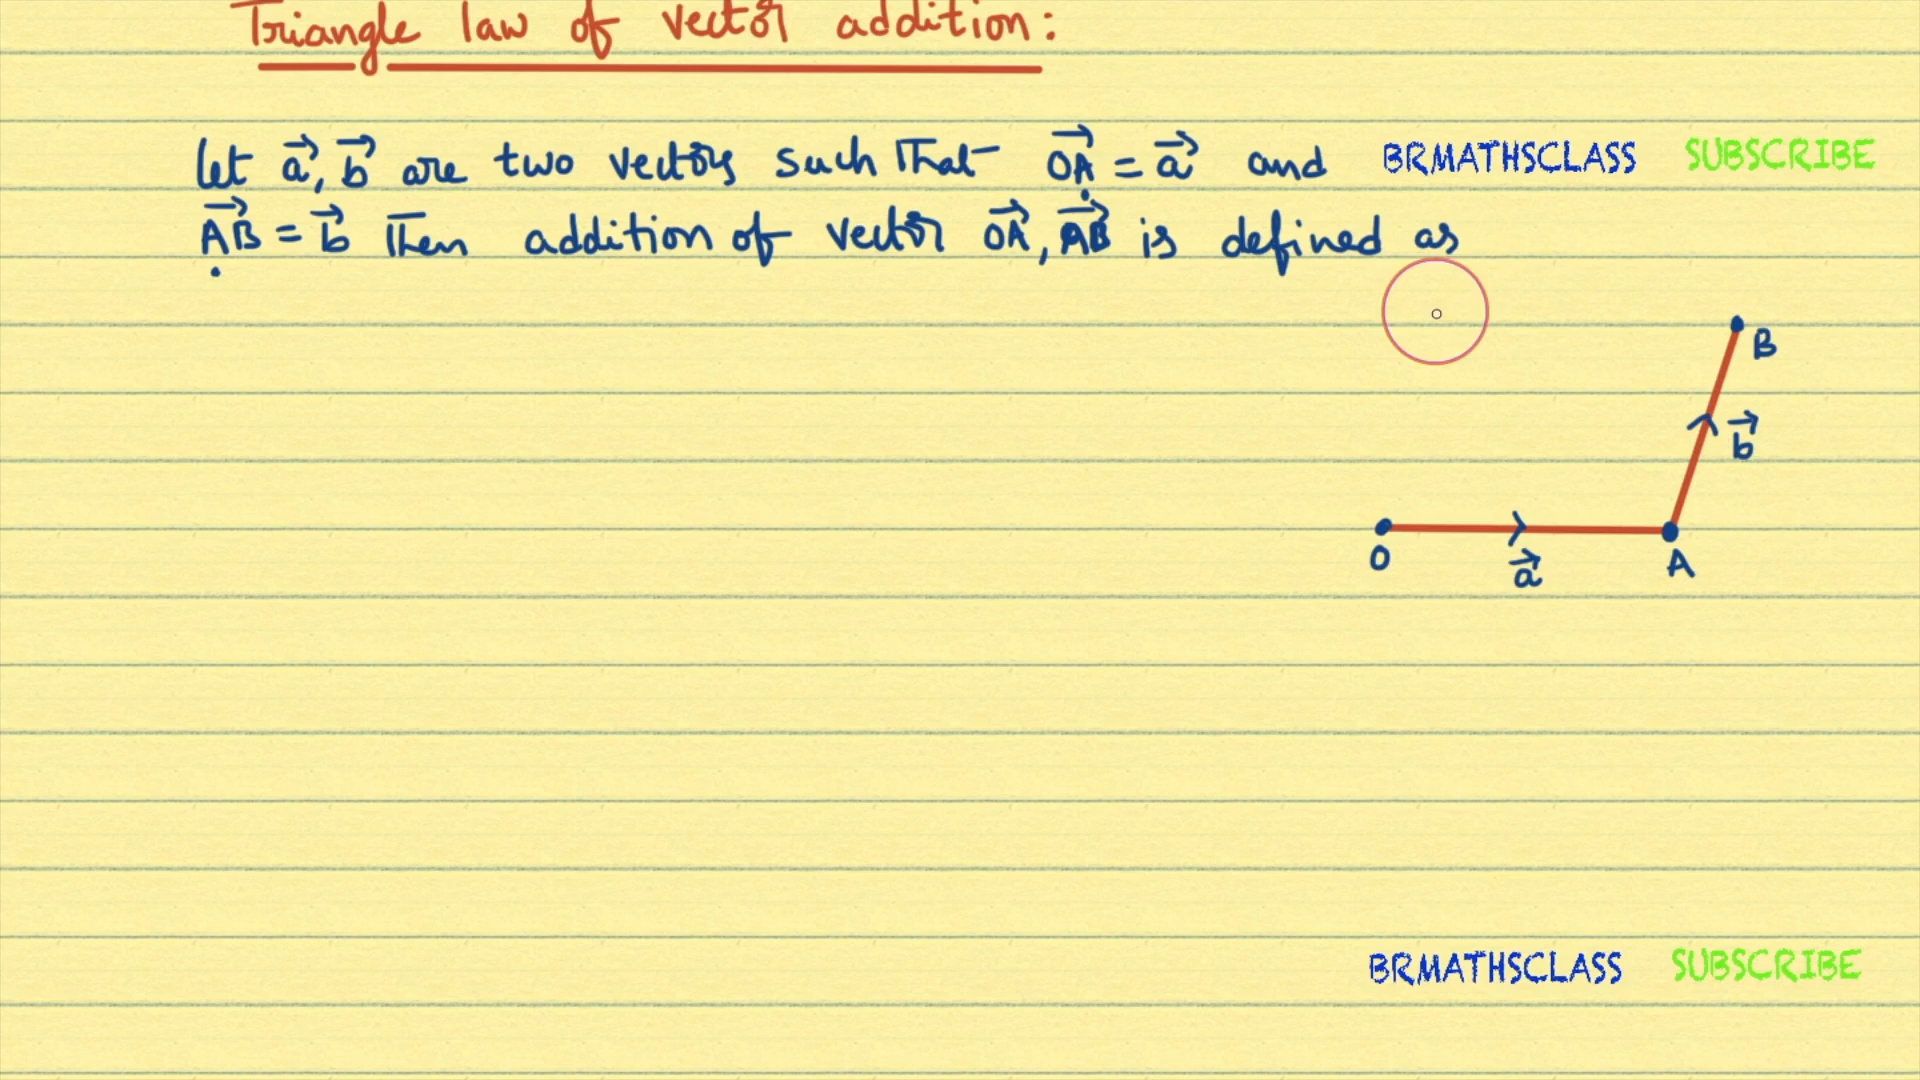 Triangle law of vector addition:
let a⃗, b⃗ are two vectors such that OA⃗ = a⃗ and
BRMATHSCLASS SUBSCRIBE
AB⃗ = b⃗ Then addition of vector OA⃗, AB⃗ is defined as
B
b⃗
O
A
a⃗
BRMATHSCLASS SUBSCRIBE